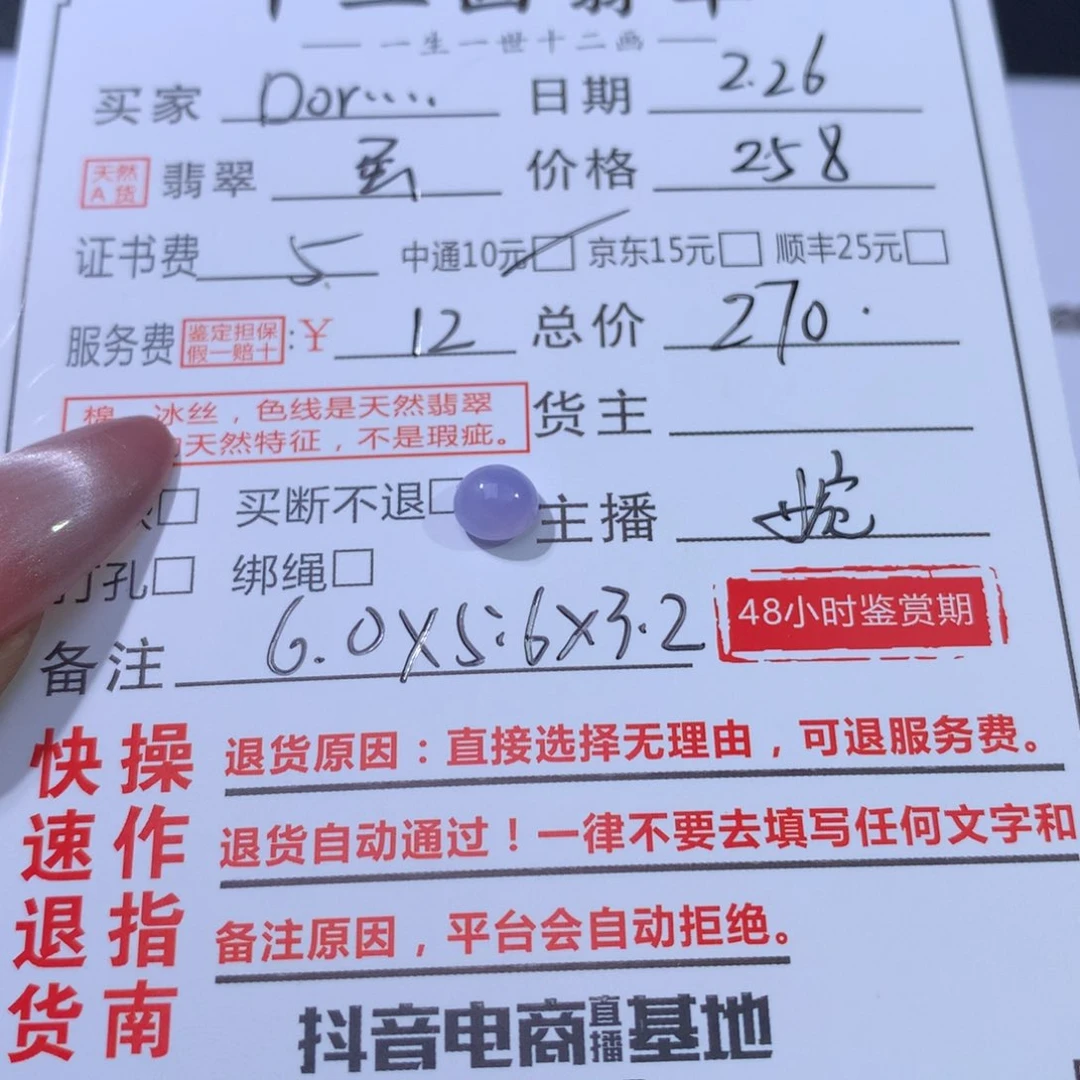 一生一世十二画
买家 Dor..... 日期 2.26
天然A货 翡翠 蛋 价格 258
证书费 5 中通10元 京东15元 顺丰25元
服务费 鉴定担保 假一赔十 :¥ 12 总价 270.
棉 冰丝，色线是天然翡翠
天然特征，不是瑕疵。
货主
买断不退 主播 婉
打孔 绑绳
备注 6.0X5.6X3.2 48小时鉴赏期
快速退货 操作指南
退货原因：直接选择无理由，可退服务费。
退货自动通过！一律不要去填写任何文字和
备注原因，平台会自动拒绝。
抖音电商直播基地